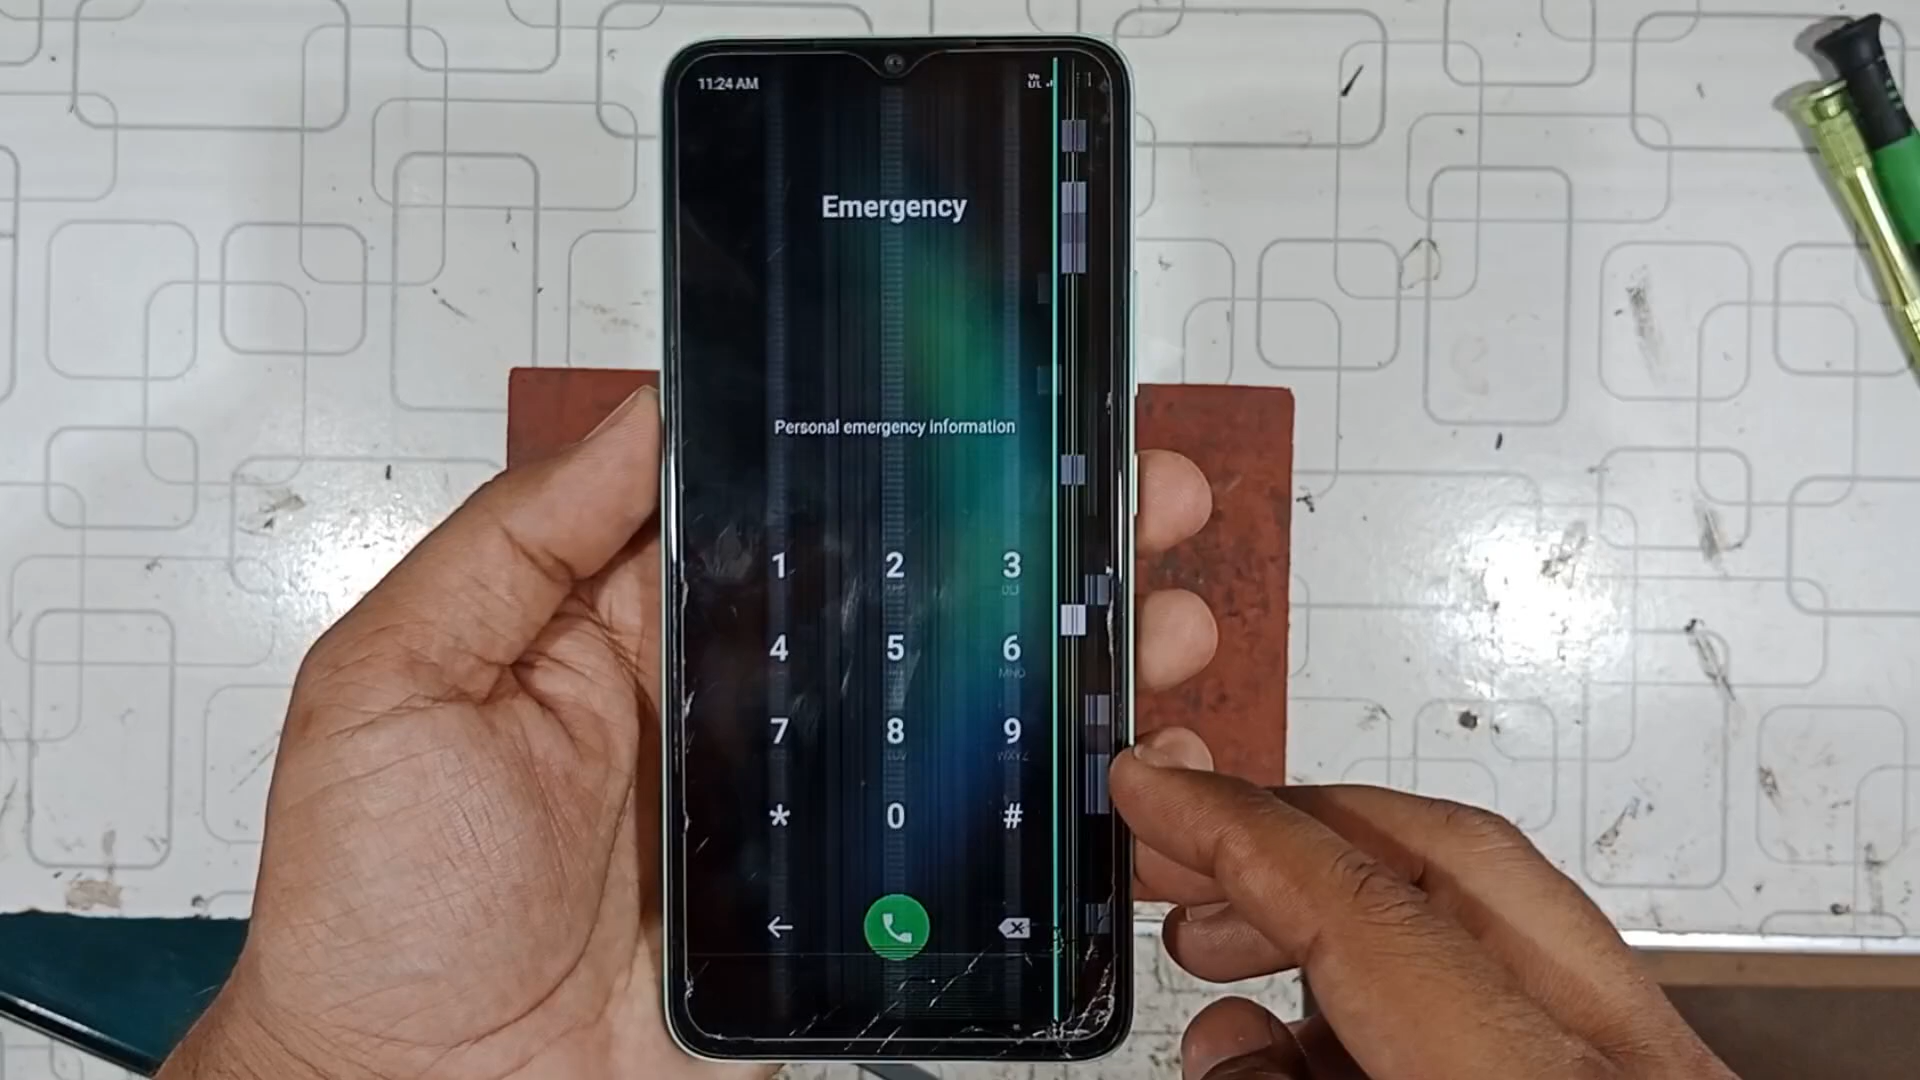 11:24 AM
Emergency
Personal emergency information
1 2 3
4 5 6
MNO
7 8 9
WXYZ
* 0 #